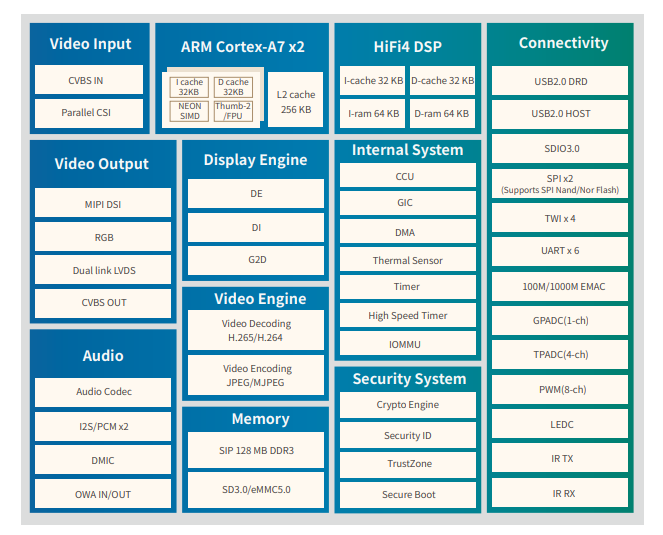 Video Input
CVBS IN
Parallel CSI
ARM Cortex-A7 x2
I cache
32KB
D cache
32KB
NEON
SIMD
Thumb-2
/FPU
L2 cache
256 KB
HiFi4 DSP
I-cache 32 KB
D-cache 32 KB
I-ram 64 KB
D-ram 64 KB
Connectivity
USB2.0 DRD
USB2.0 HOST
SDIO3.0
SPI x2
(Supports SPI Nand/Nor Flash)
TWI x 4
UART x 6
100M/1000M EMAC
GPADC(1-ch)
TPADC(4-ch)
PWM(8-ch)
LEDC
IR TX
IR RX
Video Output
MIPI DSI
RGB
Dual link LVDS
CVBS OUT
Display Engine
DE
DI
G2D
Internal System
CCU
GIC
DMA
Thermal Sensor
Timer
High Speed Timer
IOMMU
Video Engine
Video Decoding
H.265/H.264
Video Encoding
JPEG/MJPEG
Audio
Audio Codec
I2S/PCM x2
DMIC
OWA IN/OUT
Memory
SIP 128 MB DDR3
SD3.0/eMMC5.0
Security System
Crypto Engine
Security ID
TrustZone
Secure Boot